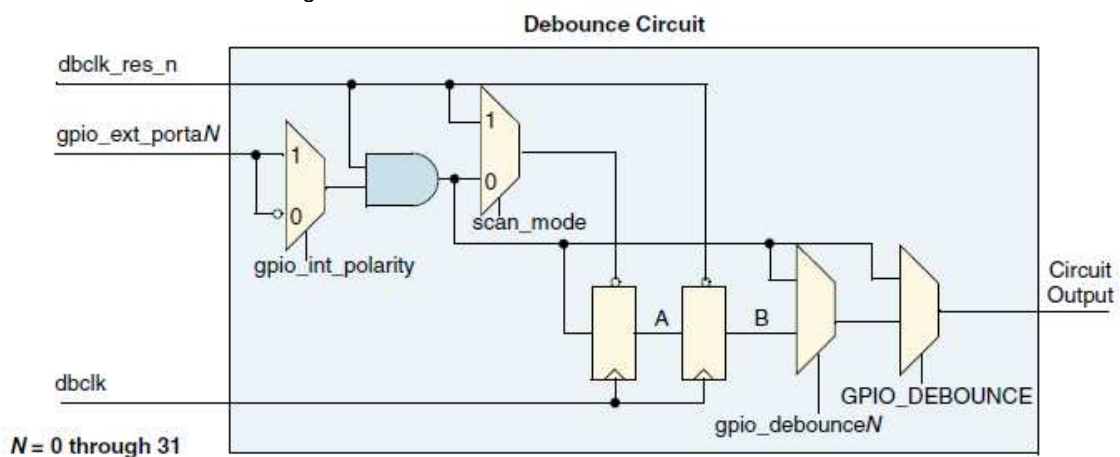 Debounce Circuit
dbclk_res_n
gpio_ext_portaN
1
0
gpio_int_polarity
1
0
scan_mode
A
B
Circuit
Output
dbclk
GPIO_DEBOUNCE
gpio_debounceN
N = 0 through 31